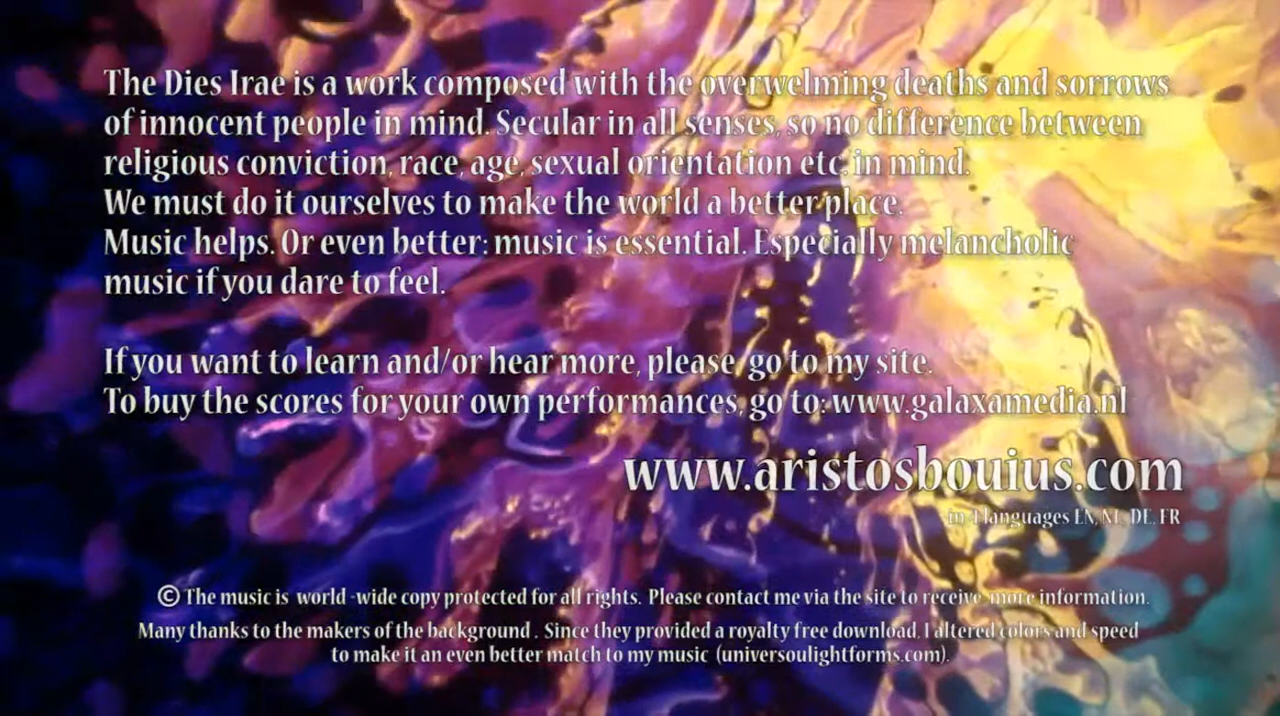 The Dies Irae is a work composed with the overwelming deaths and sorrows
of innocent people in mind. Secular in all senses, so no difference between
religious conviction, race, age, sexual orientation etc. in mind.
We must do it ourselves to make the world a better place.
Music helps. Or even better: music is essential. Especially melancholic
music if you dare to feel.
If you want to learn and/or hear more, please, go to my site.
To buy the scores for your own performances, go to: www.galaxamedia.nl
www.aristosbouius.com
in 4 languages EN, NL, DE, FR
© The music is world -wide copy protected for all rights. Please contact me via the site to receive more information.
Many thanks to the makers of the background . Since they provided a royalty free download. I altered colors and speed
to make it an even better match to my music (universoulightforms.com).